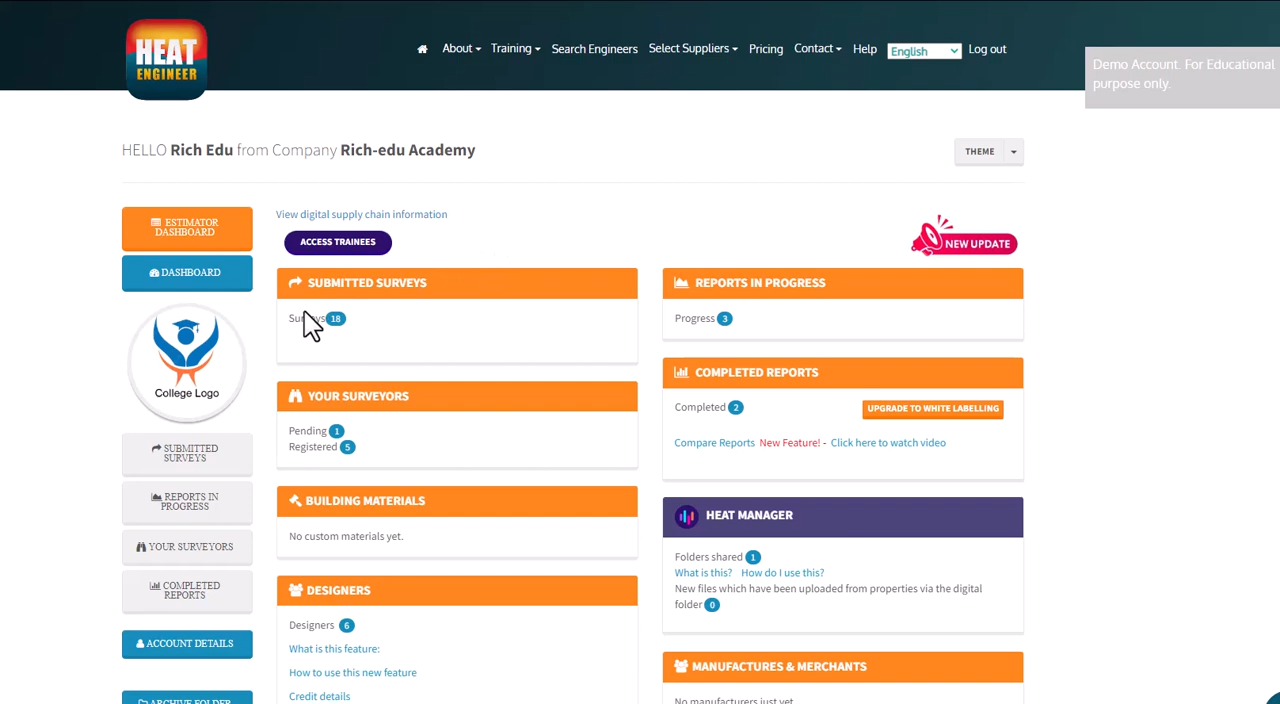 HEAT
ENGINEER
About
Training
Search Engineers
Select Suppliers
Pricing
Contact
Help
English
Log out
Demo Account. For Educational
purpose only.
HELLO Rich Edu from Company Rich-edu Academy
THEME
ESTIMATOR
DASHBOARD
DASHBOARD
College Logo
SUBMITTED
SURVEYS
REPORTS IN
PROGRESS
YOUR SURVEYORS
COMPLETED
REPORTS
ACCOUNT DETAILS
ARCHIVE FOLDER
View digital supply chain information
ACCESS TRAINEES
NEW UPDATE
SUBMITTED SURVEYS
Surveys 18
YOUR SURVEYORS
Pending 1
Registered 5
BUILDING MATERIALS
No custom materials yet.
DESIGNERS
Designers 6
What is this feature:
How to use this new feature
Credit details
REPORTS IN PROGRESS
Progress 3
COMPLETED REPORTS
Completed 2
UPGRADE TO WHITE LABELLING
Compare Reports New Feature! - Click here to watch video
HEAT MANAGER
Folders shared 1
What is this? How do I use this?
New files which have been uploaded from properties via the digital
folder 0
MANUFACTURES & MERCHANTS
No manufacturers just yet